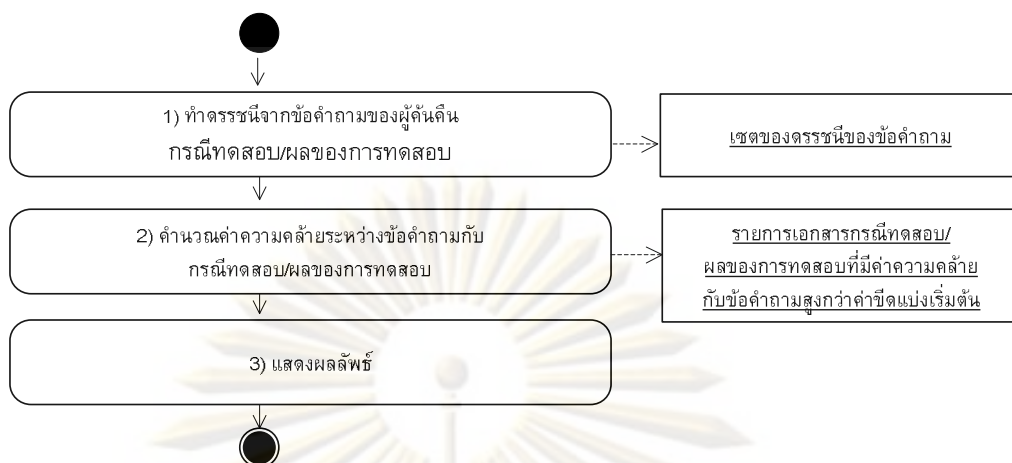 1) ทำดรรชนีจากข้อคำถามของผู้ค้นคืน
กรณีทดสอบ/ผลของการทดสอบ
เซตของดรรชนีของข้อคำถาม
2) คำนวณค่าความคล้ายระหว่างข้อคำถามกับ
กรณีทดสอบ/ผลของการทดสอบ
รายการเอกสารกรณีทดสอบ/
ผลของการทดสอบที่มีค่าความคล้าย
กับข้อคำถามสูงกว่าค่าขีดแบ่งเริ่มต้น
3) แสดงผลลัพธ์